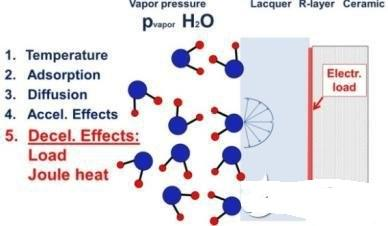 Vapor pressure
pvapor H2O
Lacquer R-layer Ceramic
1. Temperature
2. Adsorption
3. Diffusion
4. Accel. Effects
5. Decel. Effects:
Load
Joule heat
Electr.
load